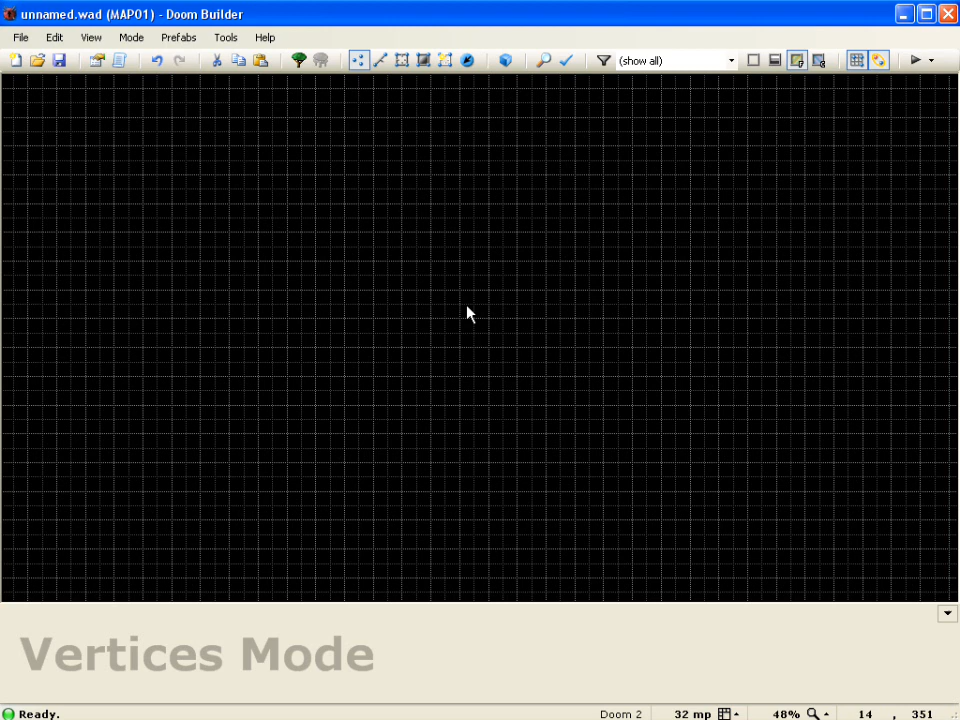 unnamed.wad (MAP01) - Doom Builder
File Edit View Mode Prefabs Tools Help
(show all)
Vertices Mode
Ready. Doom 2 32 mp 48% 14 , 351